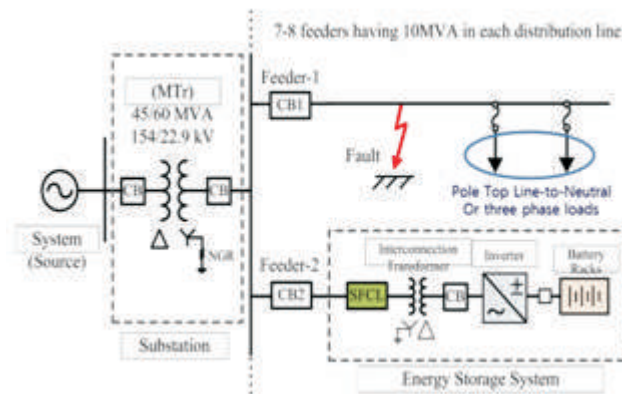 7-8 feeders having 10MVA in each distribution line
Feeder-1
(MTr)
45/60 MVA
154/22.9 kV
CB1
Fault
CB
CB
Pole Top Line-to-Neutral
Or three phase loads
System
(Source)
NGR
Feeder-2
Interconnection
Transformer
Inverter
Battery
Racks
CB2
SFCL
CB
Substation
Energy Storage System